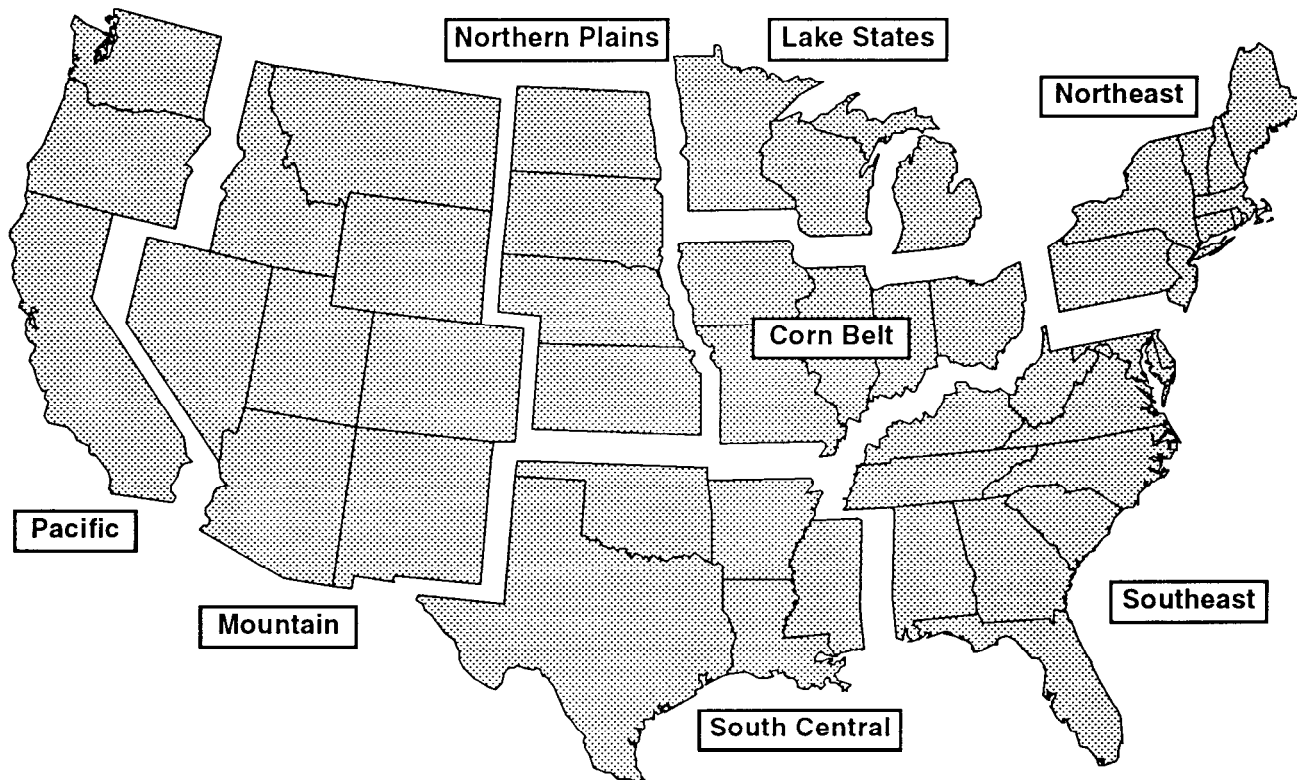 Northern Plains
Lake States
Northeast
Corn Belt
Pacific
Mountain
Southeast
South Central